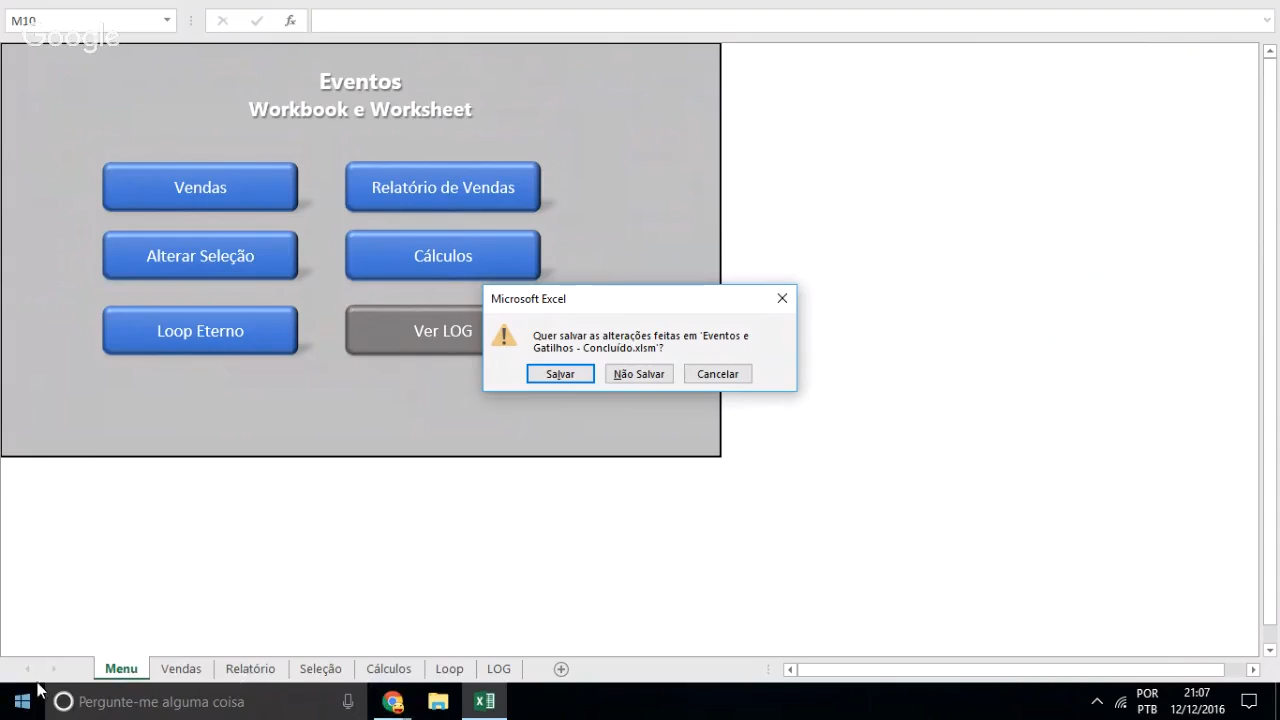 M10
Google
Eventos
Workbook e Worksheet
Vendas
Relatório de Vendas
Alterar Seleção
Cálculos
Loop Eterno
Ver LOG
Microsoft Excel
Quer salvar as alterações feitas em 'Eventos e
Gatilhos - Concluído.xlsm'?
Salvar
Não Salvar
Cancelar
Menu
Vendas
Relatório
Seleção
Cálculos
Loop
LOG
Pergunte-me alguma coisa
POR
PTB
21:07
12/12/2016